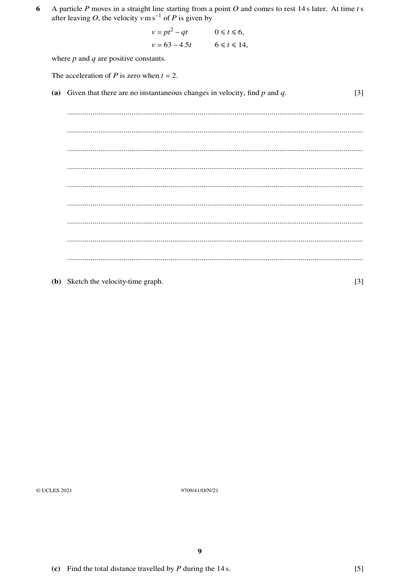 6 A particle P moves in a straight line starting from a point O and comes to rest 14 s later. At time t s
after leaving O, the velocity v m s⁻¹ of P is given by
v = pt² − qt 0 ⩽ t ⩽ 6,
v = 63 − 4.5t 6 ⩽ t ⩽ 14,
where p and q are positive constants.
The acceleration of P is zero when t = 2.
(a) Given that there are no instantaneous changes in velocity, find p and q. [3]
(b) Sketch the velocity-time graph. [3]
© UCLES 2021 9709/41/O/N/21
9
(c) Find the total distance travelled by P during the 14 s. [5]